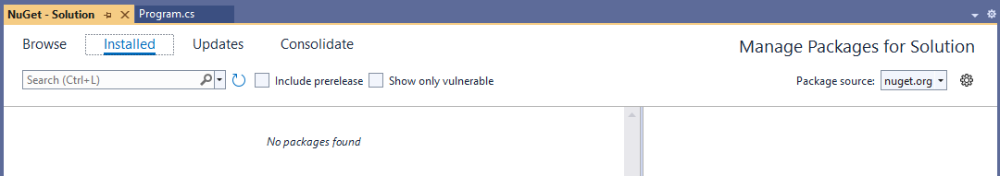 NuGet - Solution Program.cs
Browse Installed Updates Consolidate
Manage Packages for Solution
Search (Ctrl+L) Include prerelease Show only vulnerable Package source: nuget.org
No packages found